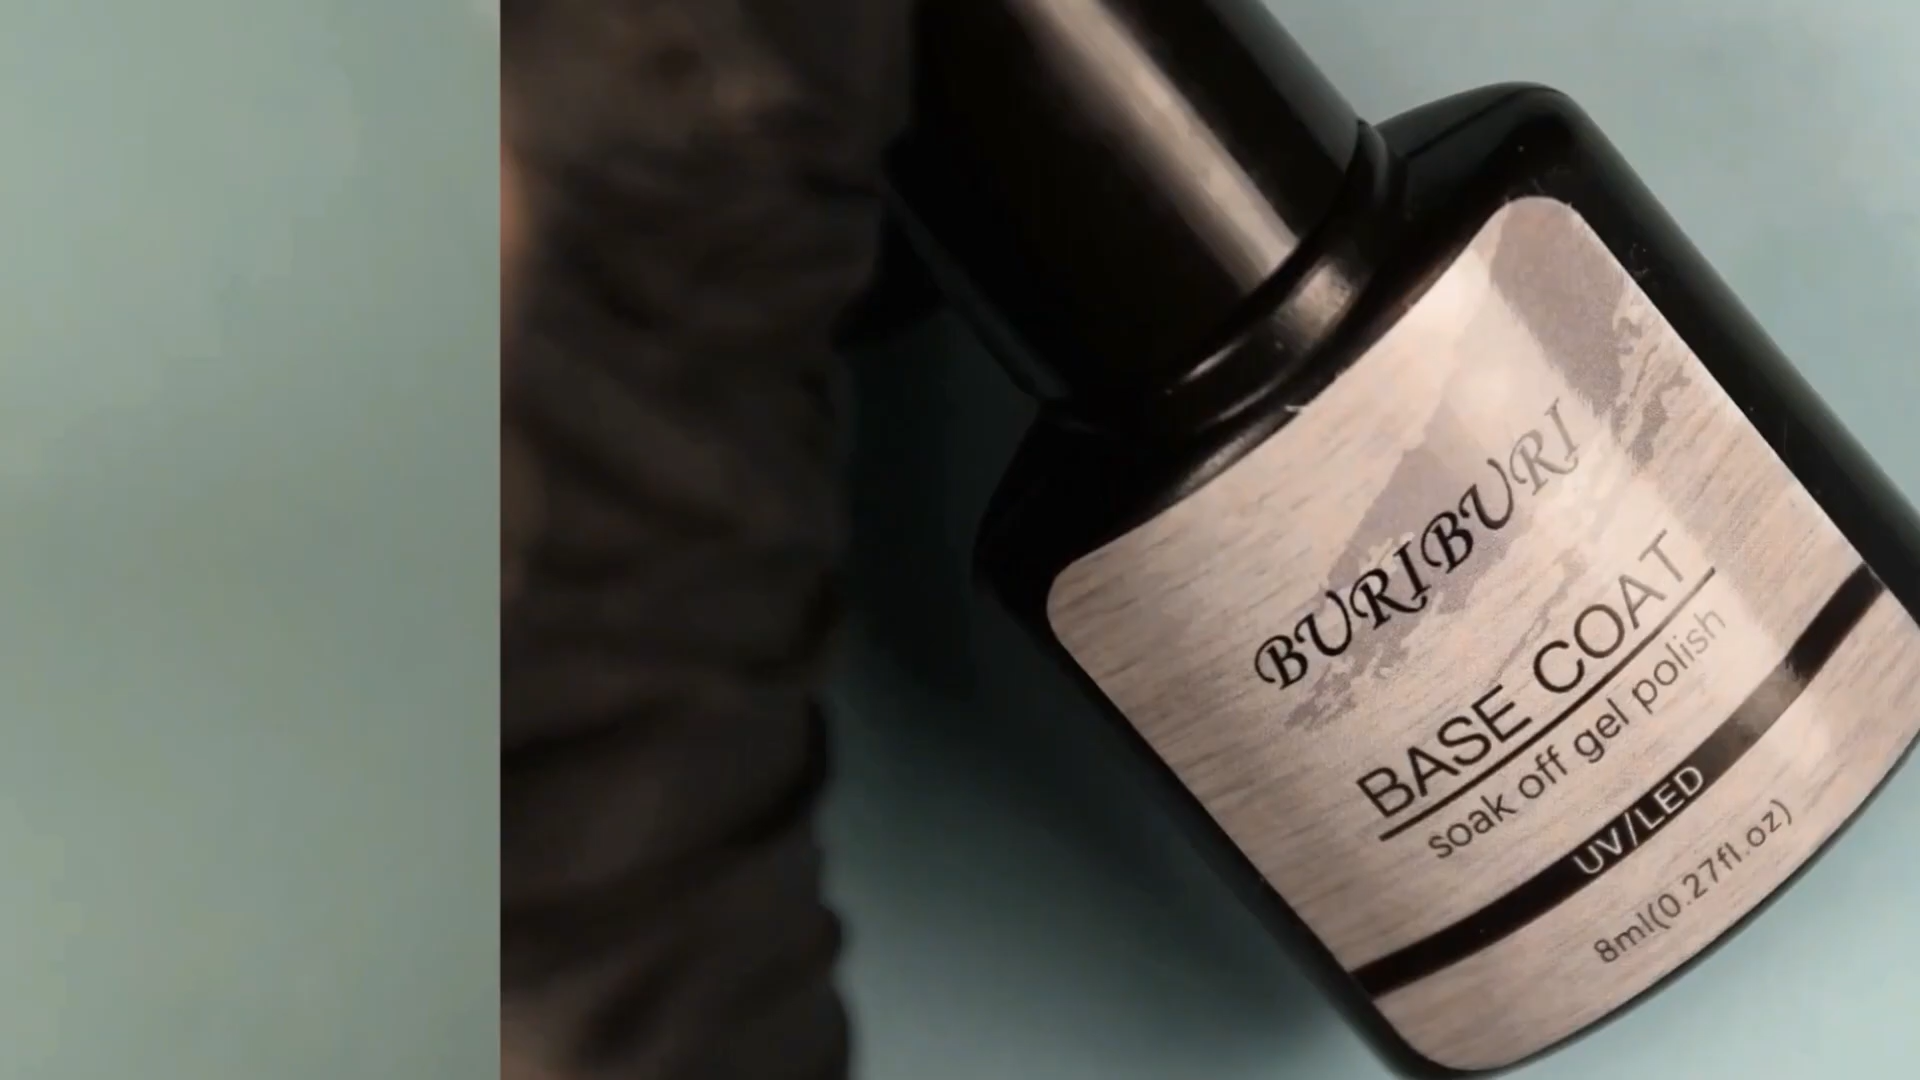 BURIBURI
BASE COAT
soak off gel polish
UV/LED
8ml(0.27fl.oz)